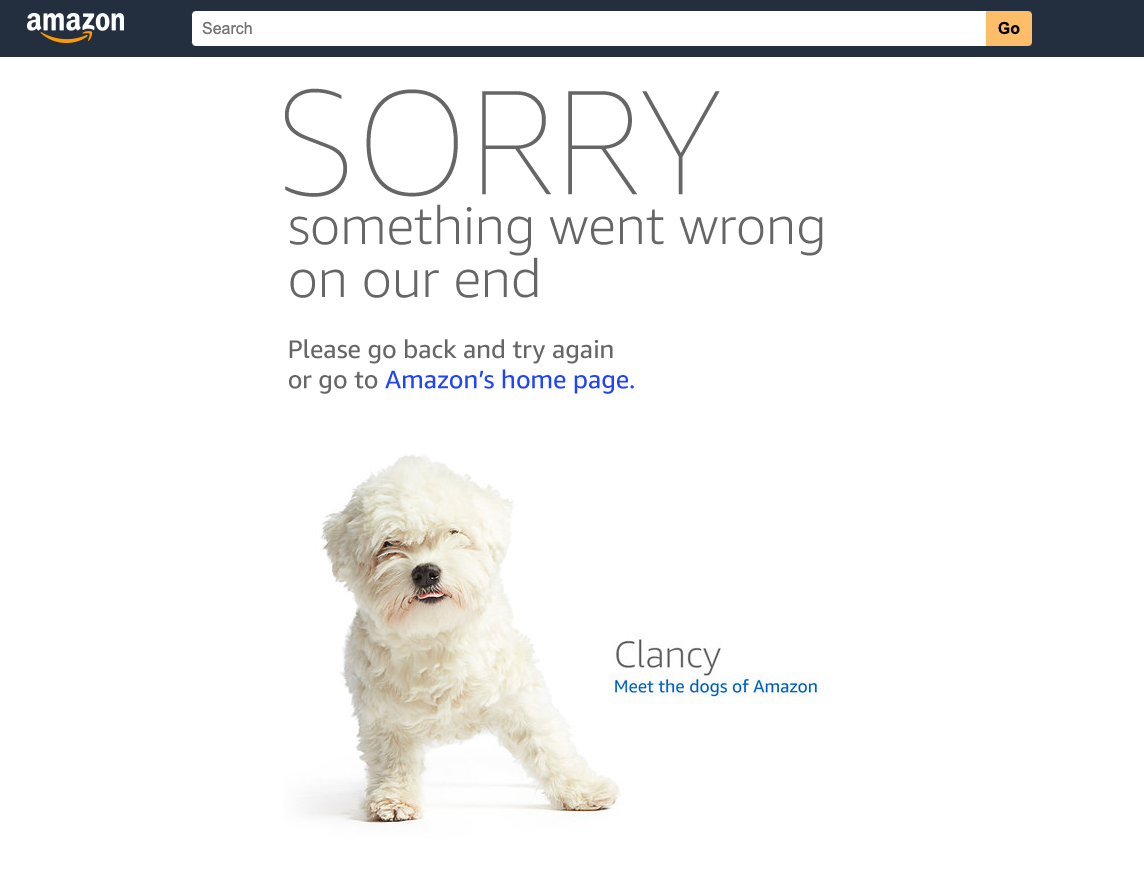 amazon
Search
Go
SORRY
something went wrong
on our end
Please go back and try again
or go to Amazon’s home page.
Clancy
Meet the dogs of Amazon